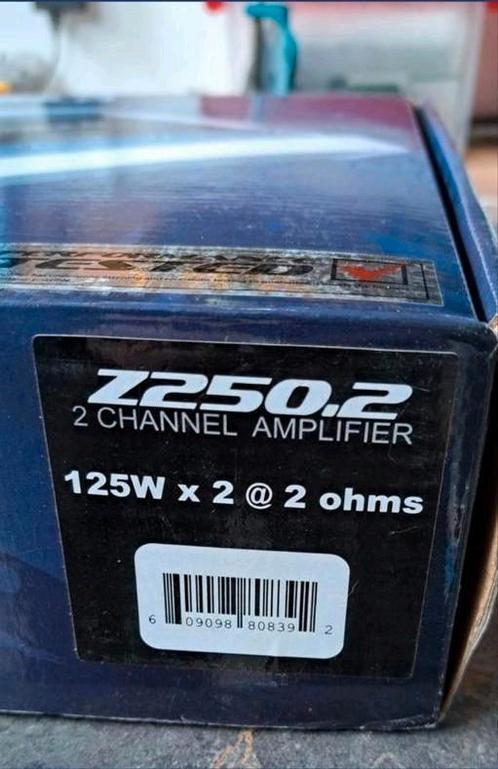 Z250.2
2 CHANNEL AMPLIFIER
125W x 2 @ 2 ohms
6 09098 80839 2